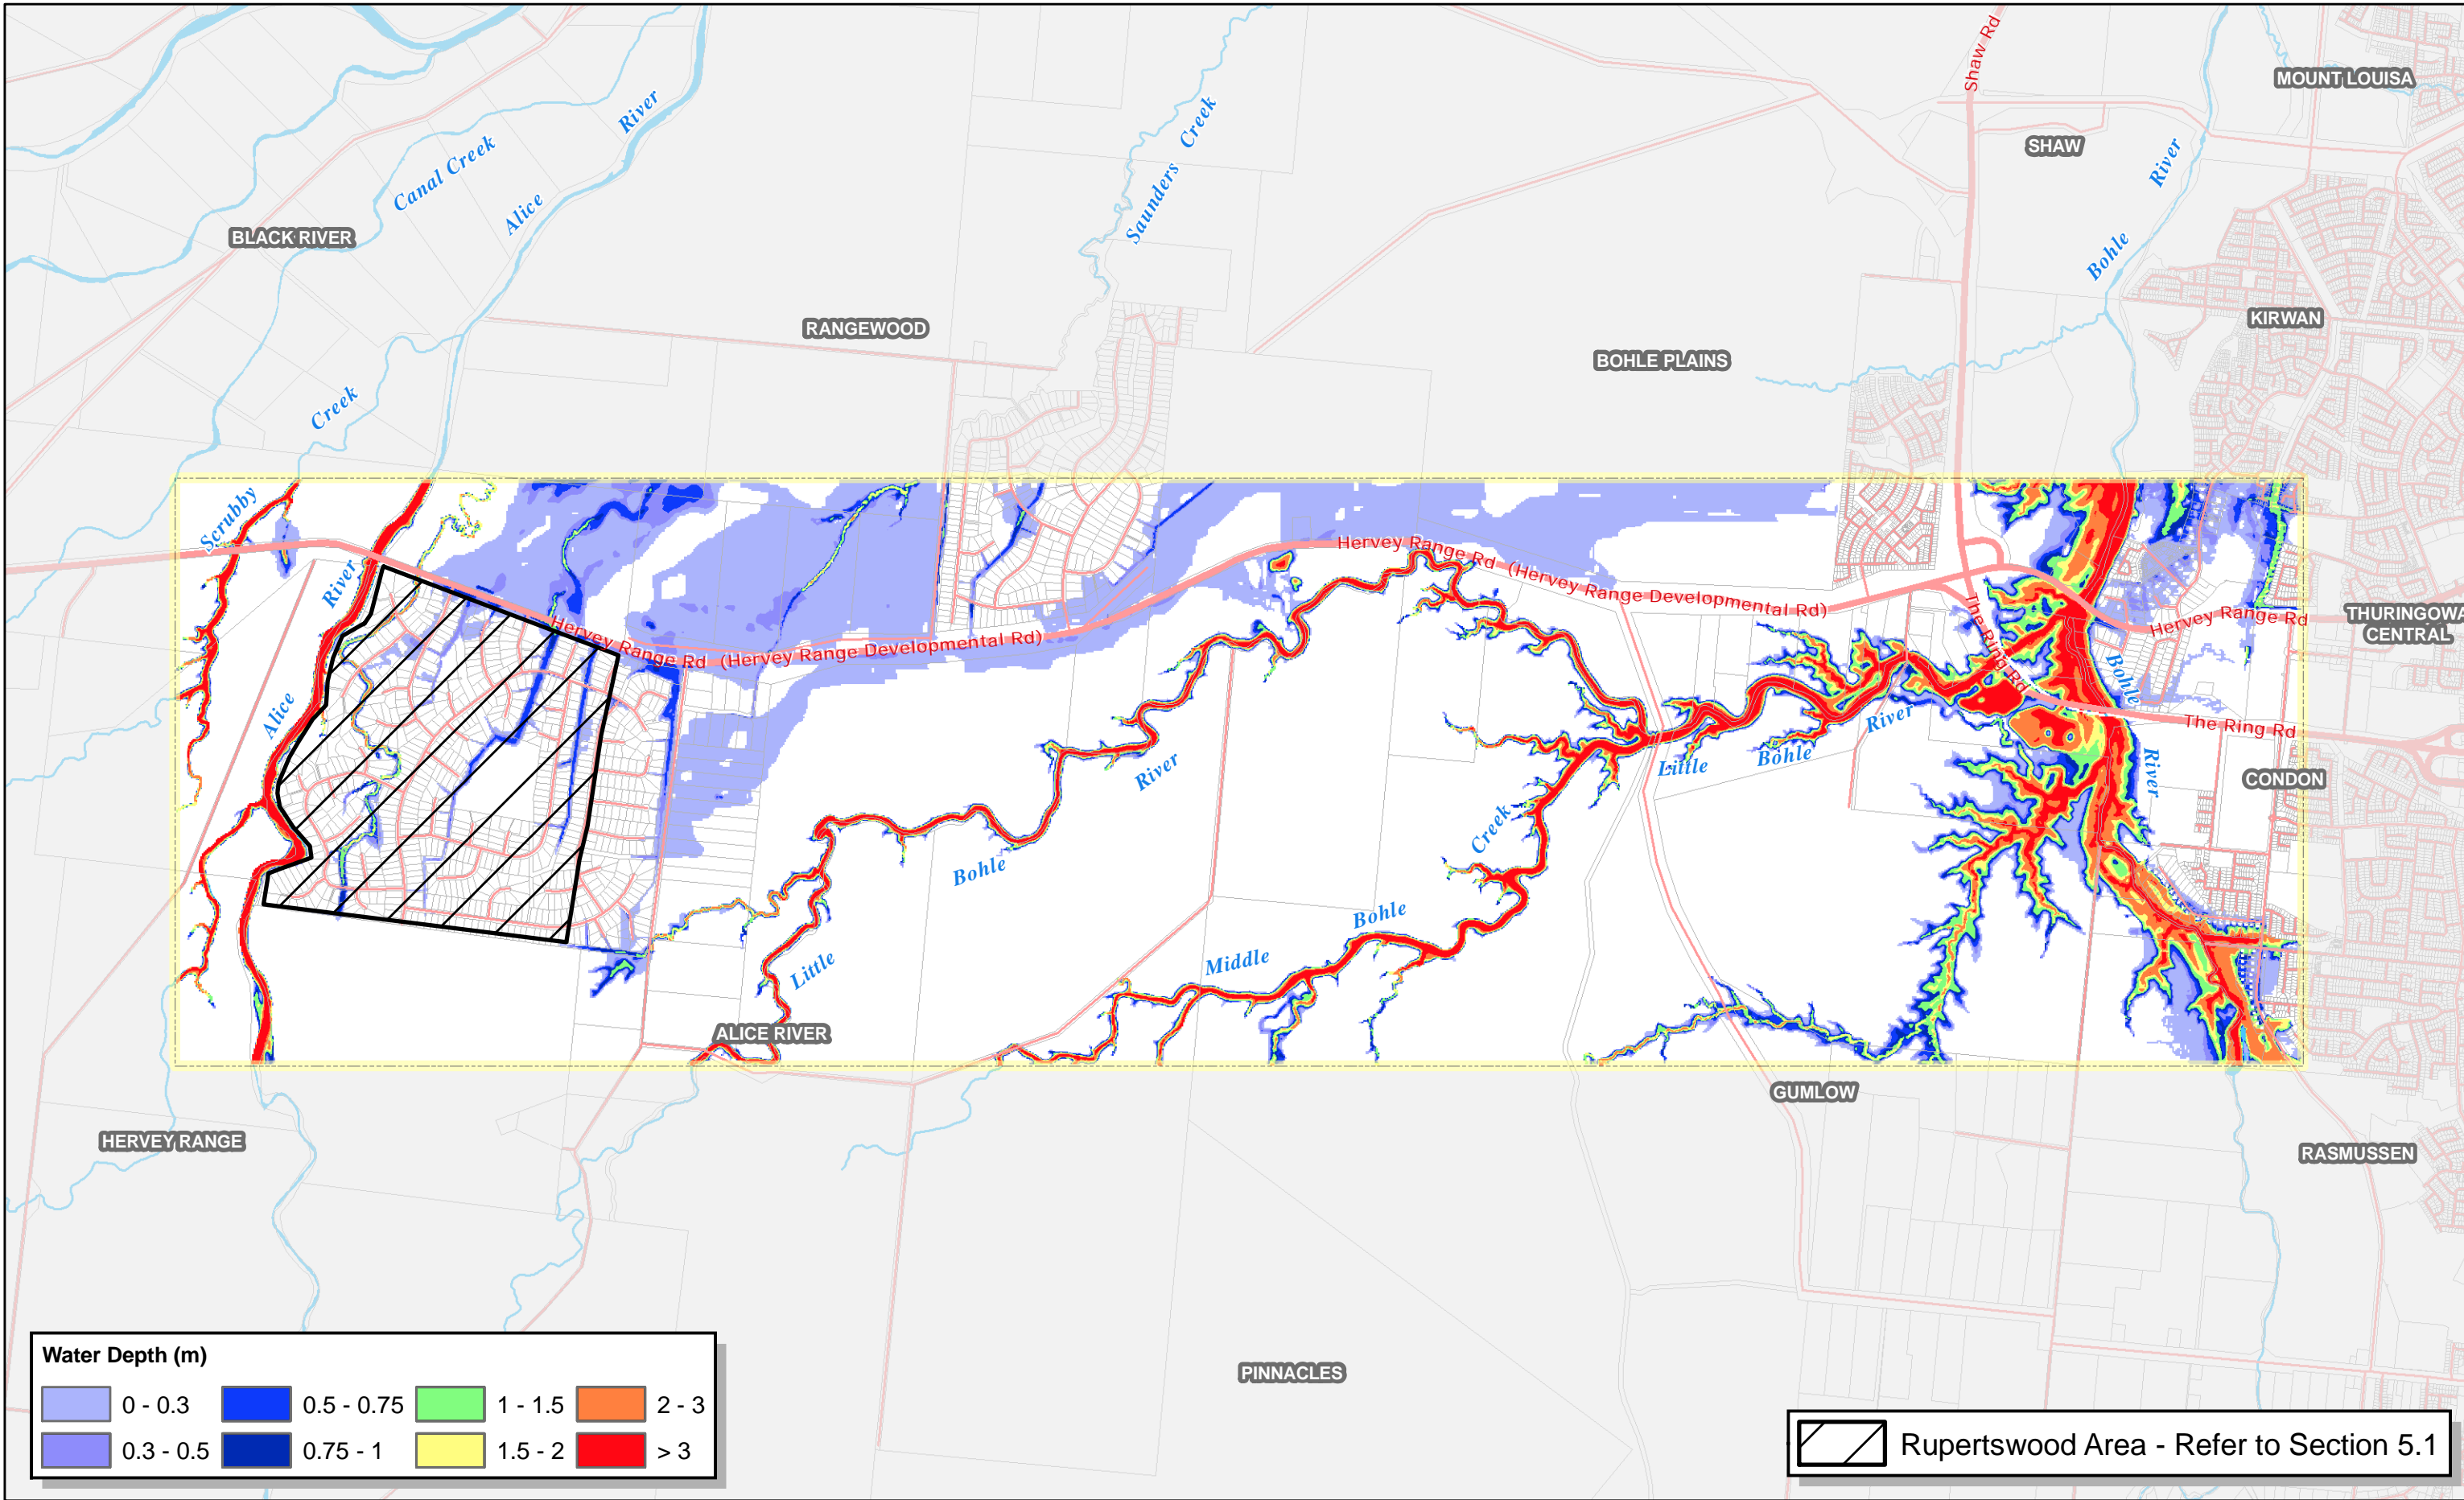 Shaw Rd
MOUNT LOUISA
SHAW
Bohle River
Canal Creek
Alice River
Saunders Creek
BLACK RIVER
RANGEWOOD
BOHLE PLAINS
KIRWAN
Creek
Scrubby
River
Alice
Hervey Range Rd (Hervey Range Developmental Rd)
Hervey Range Rd (Hervey Range Developmental Rd)
The Ring Rd
Hervey Range Rd
THURINGOWA
CENTRAL
Bohle
River
The Ring Rd
CONDON
River
Bohle
Little
Bohle
River
Little
Creek
Bohle
Middle
ALICE RIVER
GUMLOW
HERVEY RANGE
RASMUSSEN
PINNACLES
Water Depth (m)
0 - 0.3
0.5 - 0.75
1 - 1.5
2 - 3
0.3 - 0.5
0.75 - 1
1.5 - 2
> 3
Rupertswood Area - Refer to Section 5.1